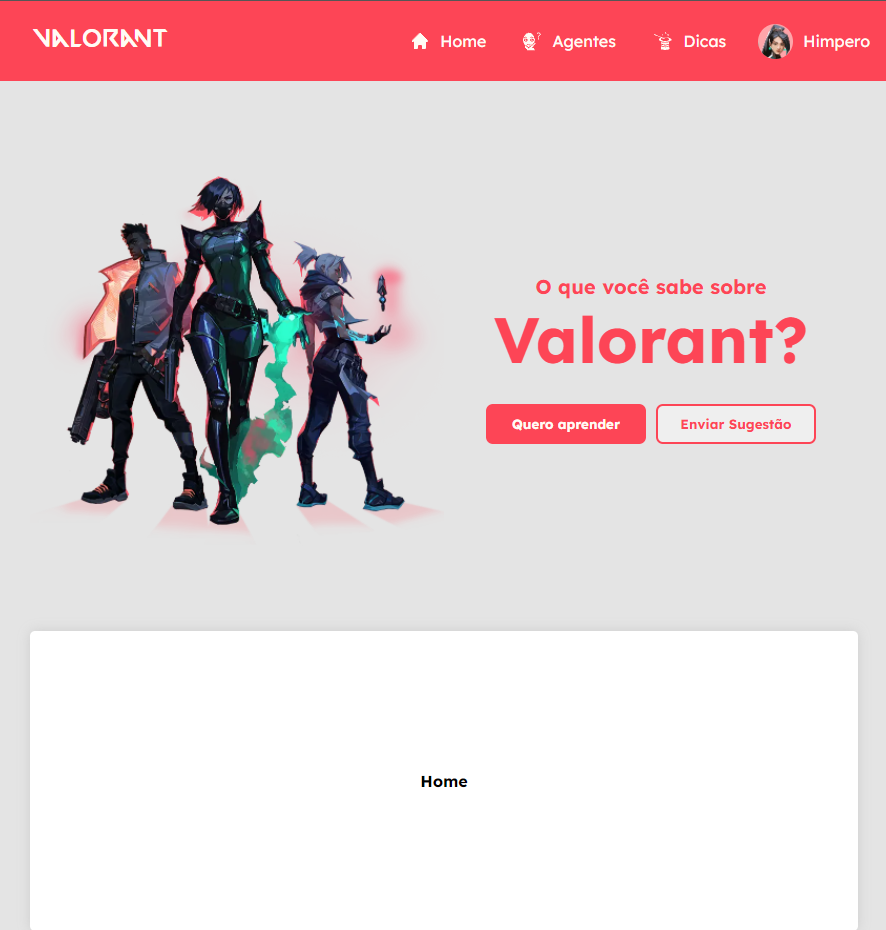 VALORANT
Home
Agentes
Dicas
Himpero
O que você sabe sobre
Valorant?
Quero aprender
Enviar Sugestão
Home